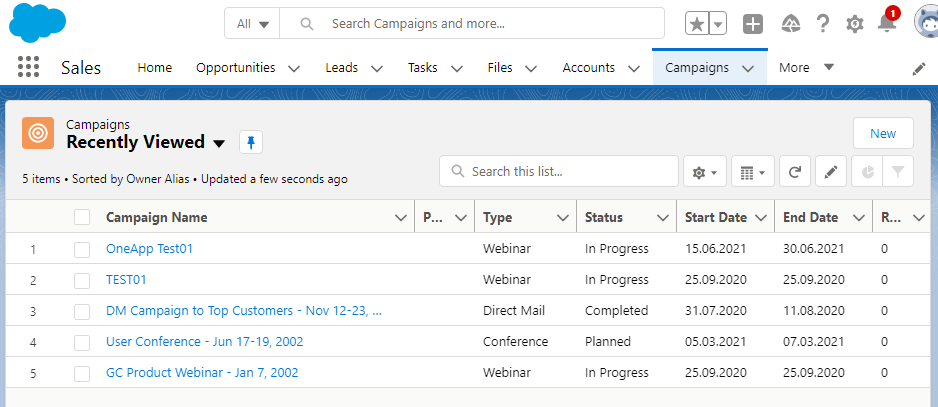 All Search Campaigns and more... 1
Sales Home Opportunities Leads Tasks Files Accounts Campaigns More
Campaigns
Recently Viewed
New
5 items • Sorted by Owner Alias • Updated a few seconds ago
Search this list...
Campaign Name P... Type Status Start Date End Date R...
1 OneApp Test01 Webinar In Progress 15.06.2021 30.06.2021 0
2 TEST01 Webinar In Progress 25.09.2020 25.09.2020 0
3 DM Campaign to Top Customers - Nov 12-23, ... Direct Mail Completed 31.07.2020 11.08.2020 0
4 User Conference - Jun 17-19, 2002 Conference Planned 05.03.2021 07.03.2021 0
5 GC Product Webinar - Jan 7, 2002 Webinar In Progress 25.09.2020 25.09.2020 0